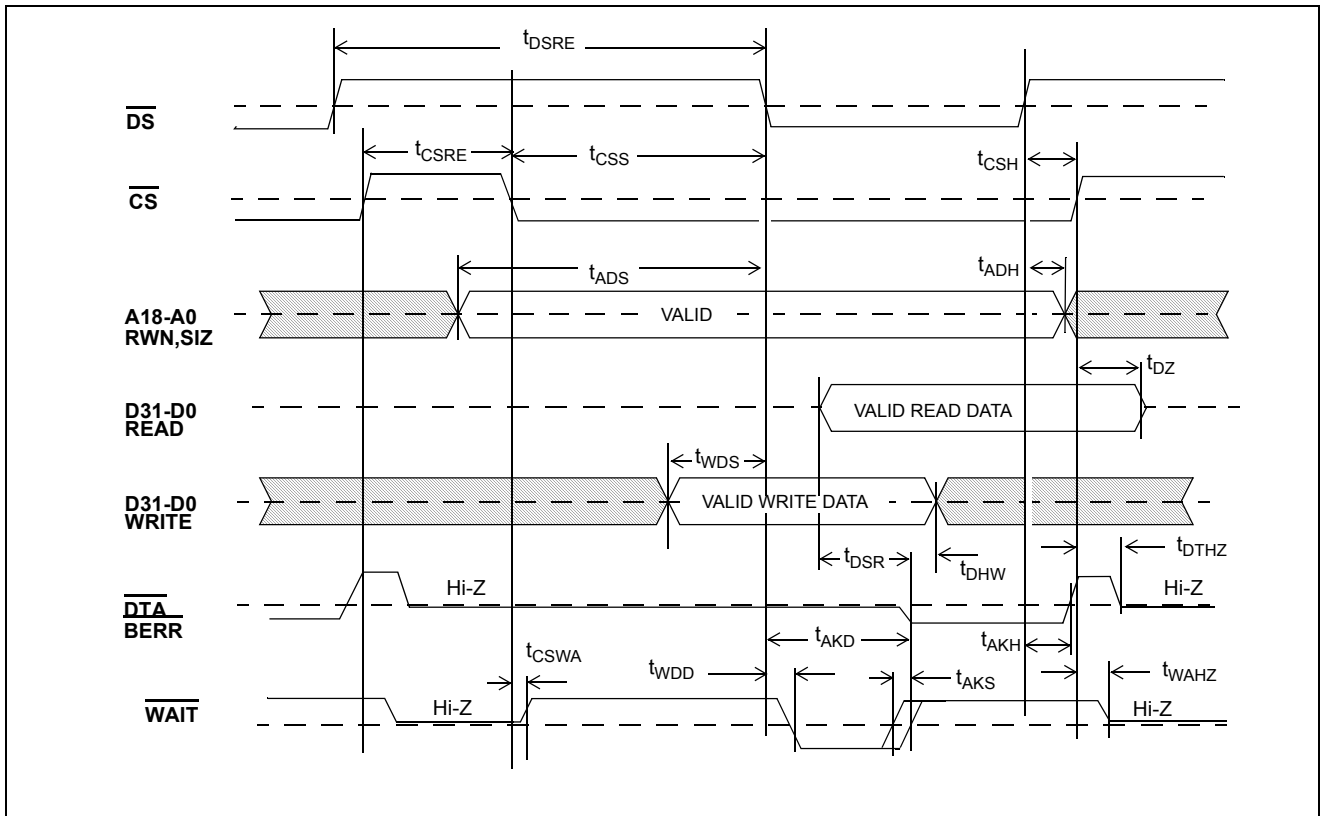 tDSRE
DS
tCSRE
tCSS
tCSH
CS
tADS
tADH
A18-A0
RWN,SIZ
VALID
tDZ
D31-D0
READ
VALID READ DATA
tWDS
D31-D0
WRITE
VALID WRITE DATA
tDSR
tDHW
tDTHZ
DTA
BERR
Hi-Z
Hi-Z
tAKD
tAKH
tCSWA
tWDD
tAKS
tWAHZ
WAIT
Hi-Z
Hi-Z